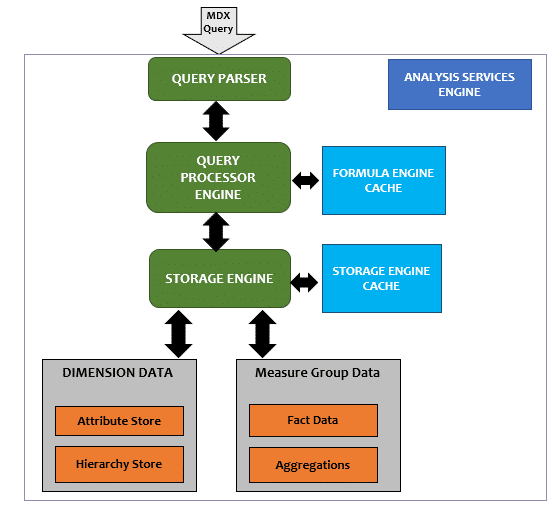 MDX
Query
QUERY PARSER
ANALYSIS SERVICES
ENGINE
QUERY
PROCESSOR
ENGINE
FORMULA ENGINE
CACHE
STORAGE ENGINE
STORAGE ENGINE
CACHE
DIMENSION DATA
Attribute Store
Hierarchy Store
Measure Group Data
Fact Data
Aggregations